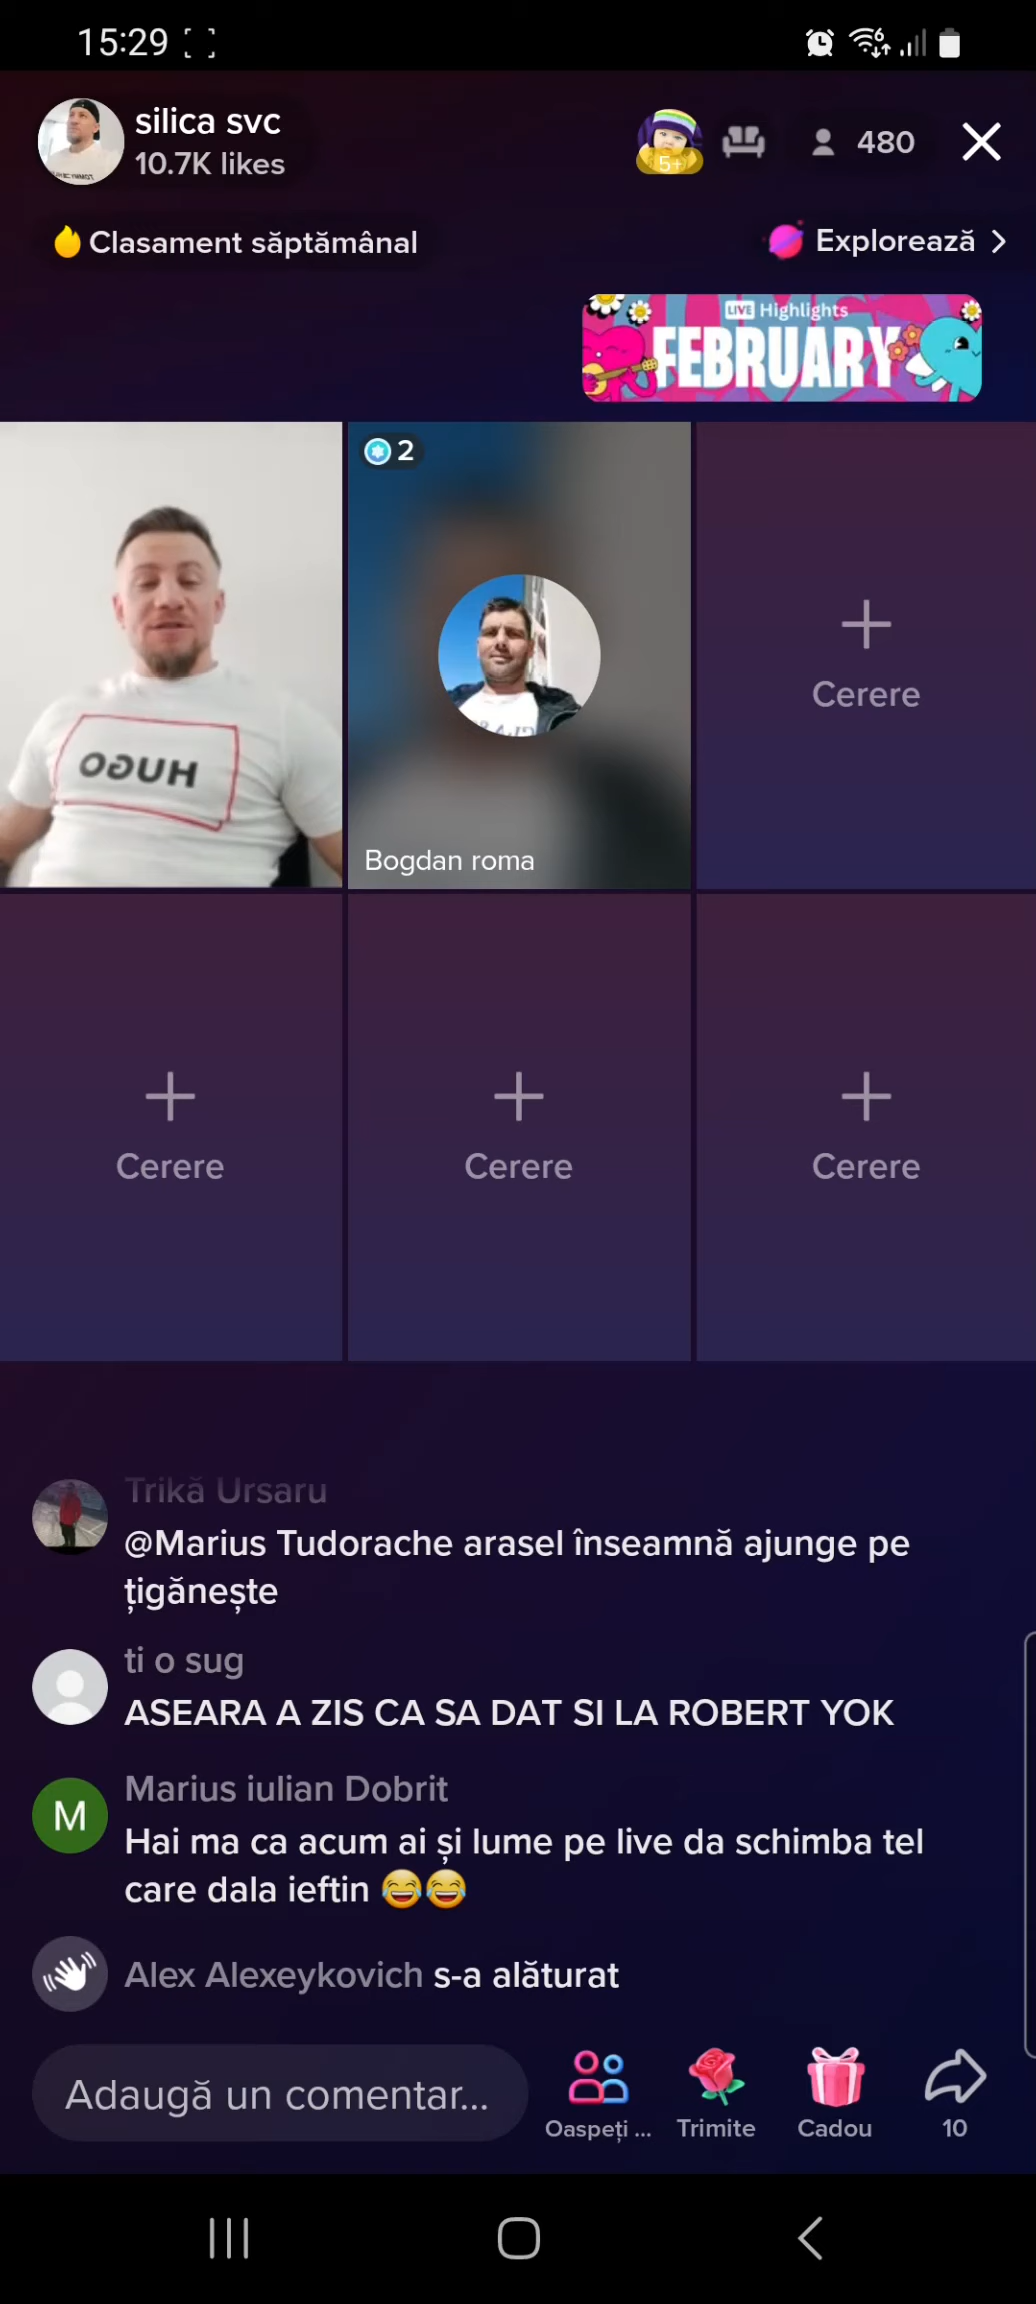 15:29
6
silica svc
10.7K likes
5+
480
Clasament săptămânal
Explorează
LIVE Highlights
FEBRUARY
2
HUGO
Bogdan roma
Cerere
Cerere
Cerere
Cerere
Trikă Ursaru
@Marius Tudorache arasel înseamnă ajunge pe
țigănește
ti o sug
ASEARA A ZIS CA SA DAT SI LA ROBERT YOK
M
Marius iulian Dobrit
Hai ma ca acum ai și lume pe live da schimba tel
care dala ieftin 😂😂
Alex Alexeykovich s-a alăturat
Adaugă un comentar...
Oaspeți ...
Trimite
Cadou
10